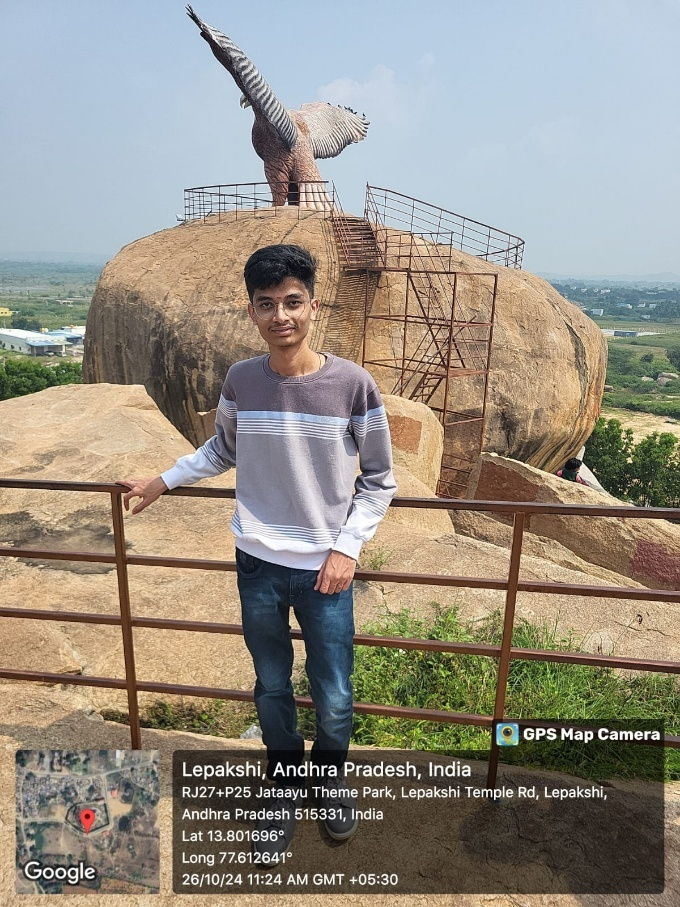 GPS Map Camera
Lepakshi, Andhra Pradesh, India
RJ27+P25 Jataayu Theme Park, Lepakshi Temple Rd, Lepakshi,
Andhra Pradesh 515331, India
Lat 13.801696°
Long 77.612641°
26/10/24 11:24 AM GMT +05:30
Google